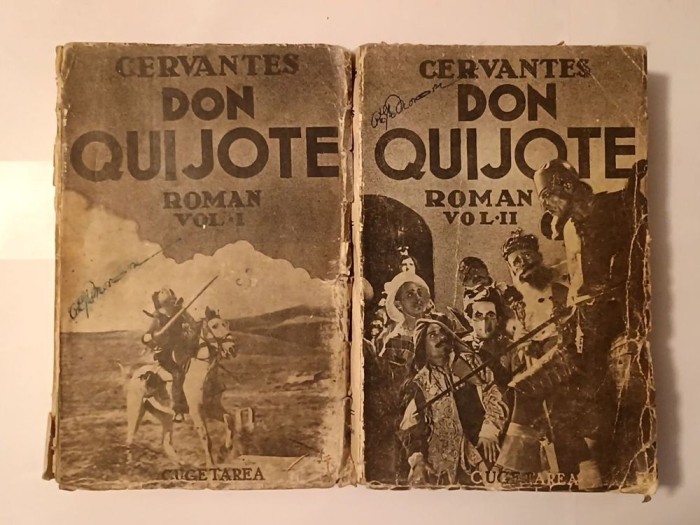 CERVANTES
DON
QUIJOTE
ROMAN
VOL·I
CUGETAREA
CERVANTES
DON
QUIJOTE
ROMAN
VOL·II
CUGETAREA